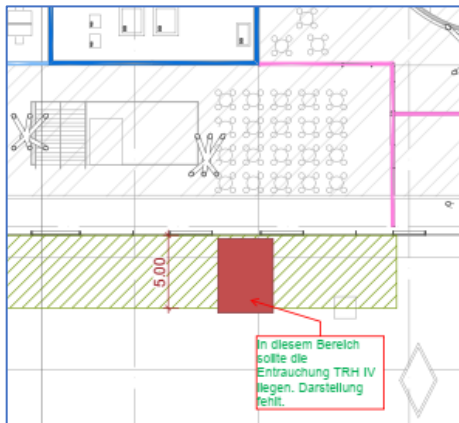 5.00
In diesem Bereich
sollte die
Entrauchung TRH IV
liegen. Darstellung
fehlt.